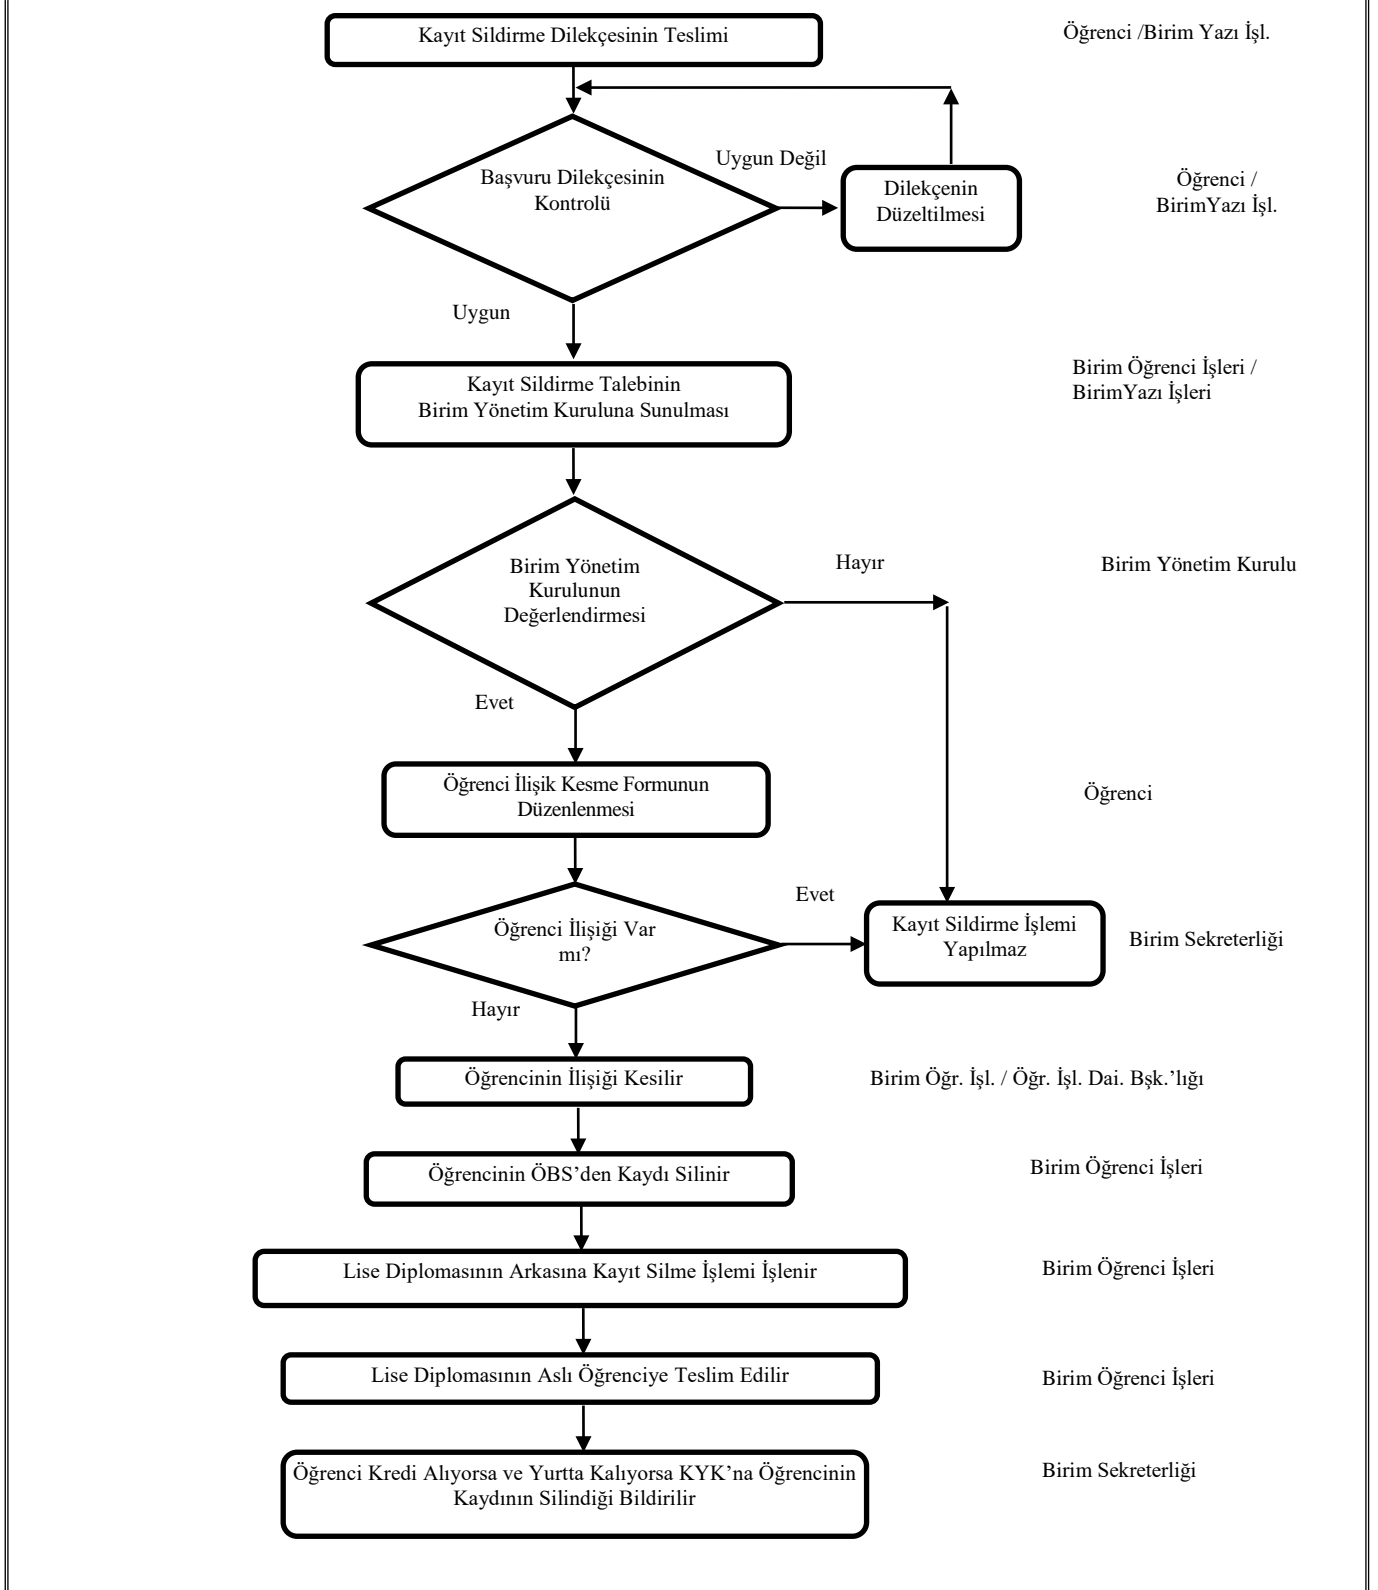 Kayıt Sildirme Dilekçesinin Teslimi
Öğrenci /Birim Yazı İşl.
Uygun Değil
Başvuru Dilekçesinin
Kontrolü
Dilekçenin
Düzeltilmesi
Öğrenci /
BirimYazı İşl.
Uygun
Kayıt Sildirme Talebinin
Birim Yönetim Kuruluna Sunulması
Birim Öğrenci İşleri /
BirimYazı İşleri
Birim Yönetim
Kurulunun
Değerlendirmesi
Hayır
Birim Yönetim Kurulu
Evet
Öğrenci İlişik Kesme Formunun
Düzenlenmesi
Öğrenci
Evet
Öğrenci İlişiği Var
mı?
Kayıt Sildirme İşlemi
Yapılmaz
Birim Sekreterliği
Hayır
Öğrencinin İlişiği Kesilir
Birim Öğr. İşl. / Öğr. İşl. Dai. Bşk.’lığı
Öğrencinin ÖBS’den Kaydı Silinir
Birim Öğrenci İşleri
Lise Diplomasının Arkasına Kayıt Silme İşlemi İşlenir
Birim Öğrenci İşleri
Lise Diplomasının Aslı Öğrenciye Teslim Edilir
Birim Öğrenci İşleri
Öğrenci Kredi Alıyorsa ve Yurtta Kalıyorsa KYK’na Öğrencinin
Kaydının Silindiği Bildirilir
Birim Sekreterliği